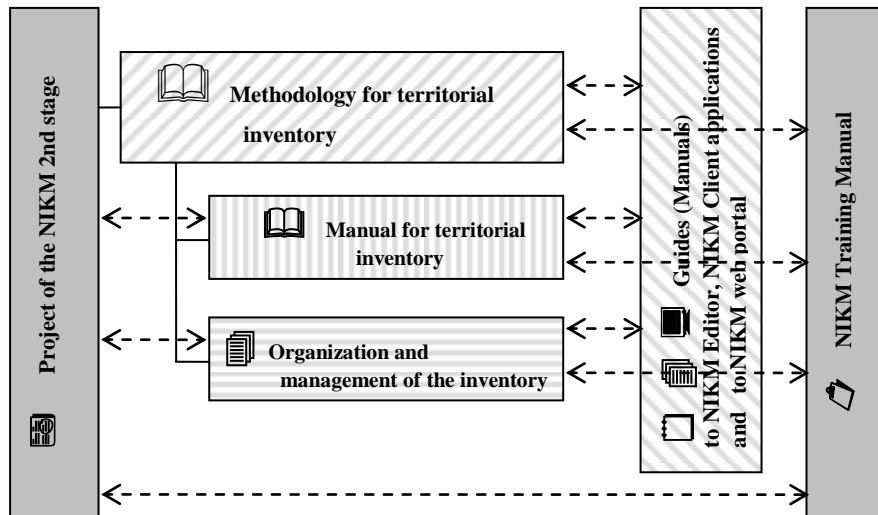 Project of the NIKM 2nd stage
Methodology for territorial
inventory
Manual for territorial
inventory
Organization and
management of the inventory
Guides (Manuals)
to NIKM Editor, NIKM Client applications
and to NIKM web portal
NIKM Training Manual